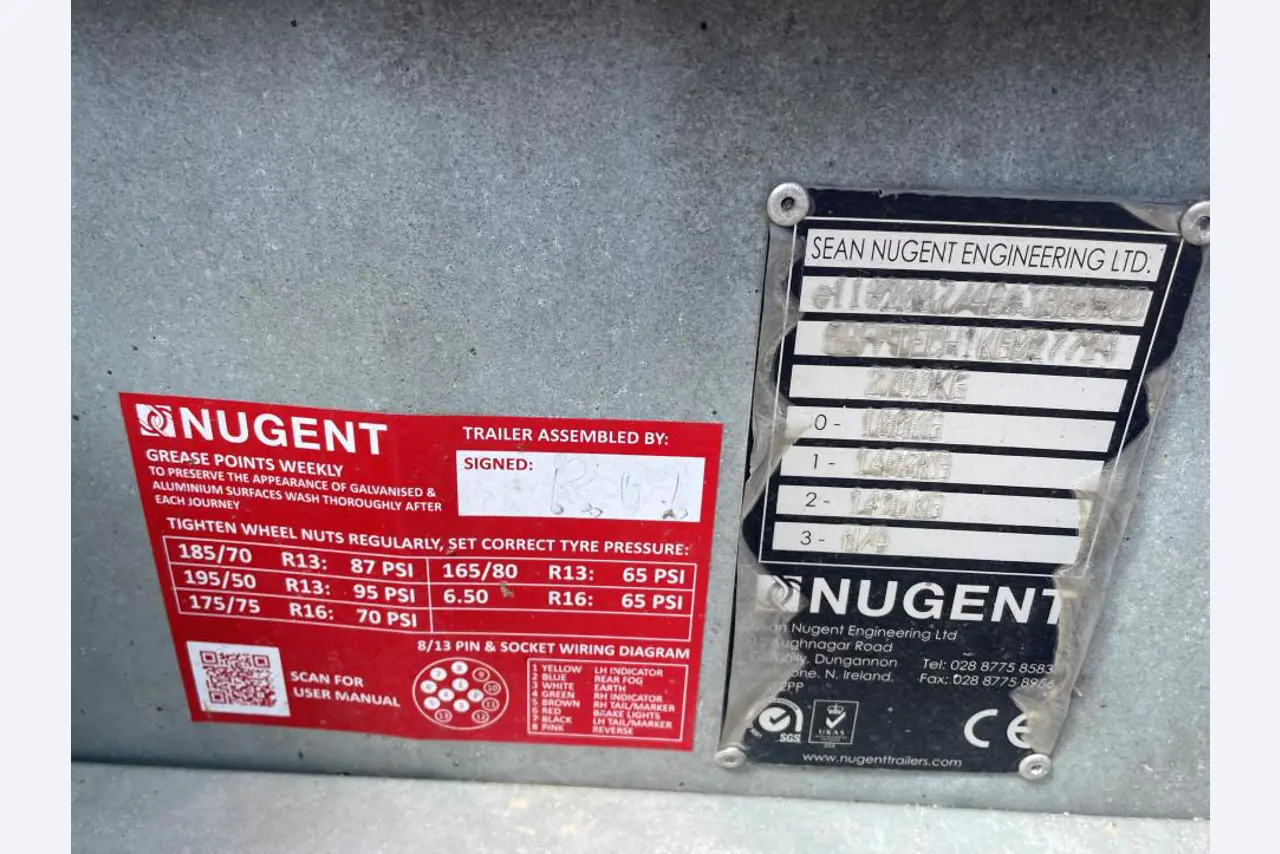 NUGENT
GREASE POINTS WEEKLY
TO PRESERVE THE APPEARANCE OF GALVANISED &
ALUMINIUM SURFACES WASH THOROUGHLY AFTER
EACH JOURNEY
TRAILER ASSEMBLED BY:
SIGNED:
TIGHTEN WHEEL NUTS REGULARLY, SET CORRECT TYRE PRESSURE:
185/70 R13: 87 PSI 165/80 R13: 65 PSI
195/50 R13: 95 PSI 6.50 R16: 65 PSI
175/75 R16: 70 PSI
SCAN FOR
USER MANUAL
8/13 PIN & SOCKET WIRING DIAGRAM
1 YELLOW LH INDICATOR
2 BLUE REAR FOG
3 WHITE EARTH
4 GREEN RH INDICATOR
5 BROWN RH TAIL/MARKER
6 RED BRAKE LIGHTS
7 BLACK LH TAIL/MARKER
8 PINK REVERSE
SEAN NUGENT ENGINEERING LTD.
0 -
1 - 1400KG
2 - 1400KG
3 - N/A
NUGENT
Nugent Engineering Ltd
Road
Dungannon
N. Ireland.
Tel: 028 8775 8583
Fax: 028 8775 8956
SGS
UKAS
CE
www.nugenttrailers.com